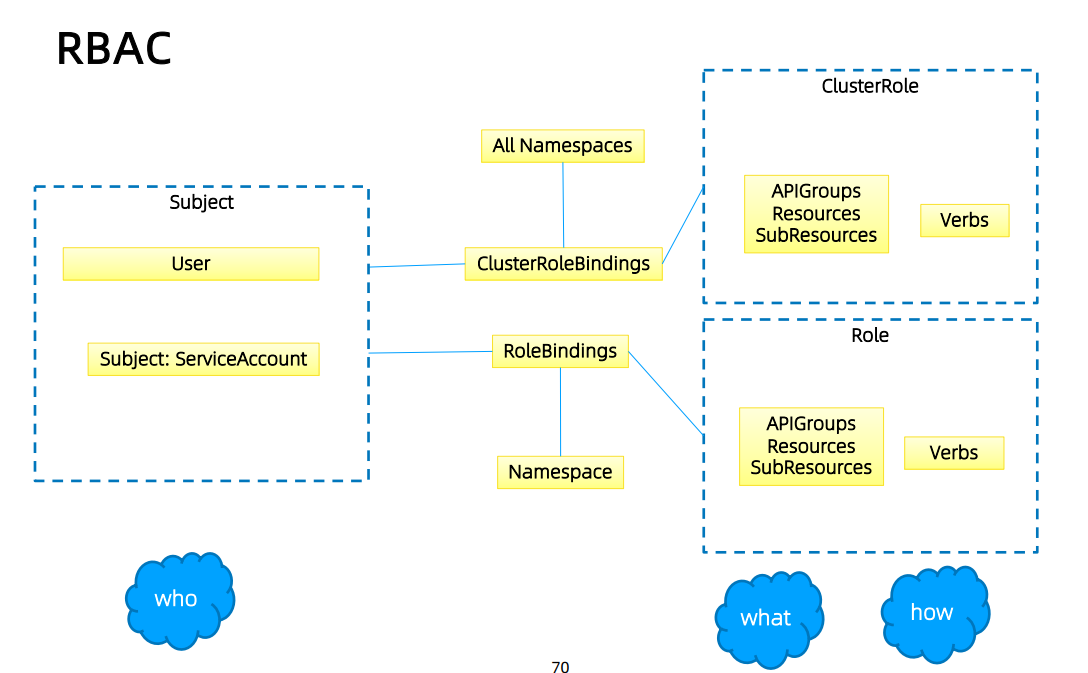 RBAC
Subject
User
Subject: ServiceAccount
All Namespaces
ClusterRoleBindings
RoleBindings
Namespace
ClusterRole
APIGroups
Resources
SubResources
Verbs
Role
APIGroups
Resources
SubResources
Verbs
who
what
how
70